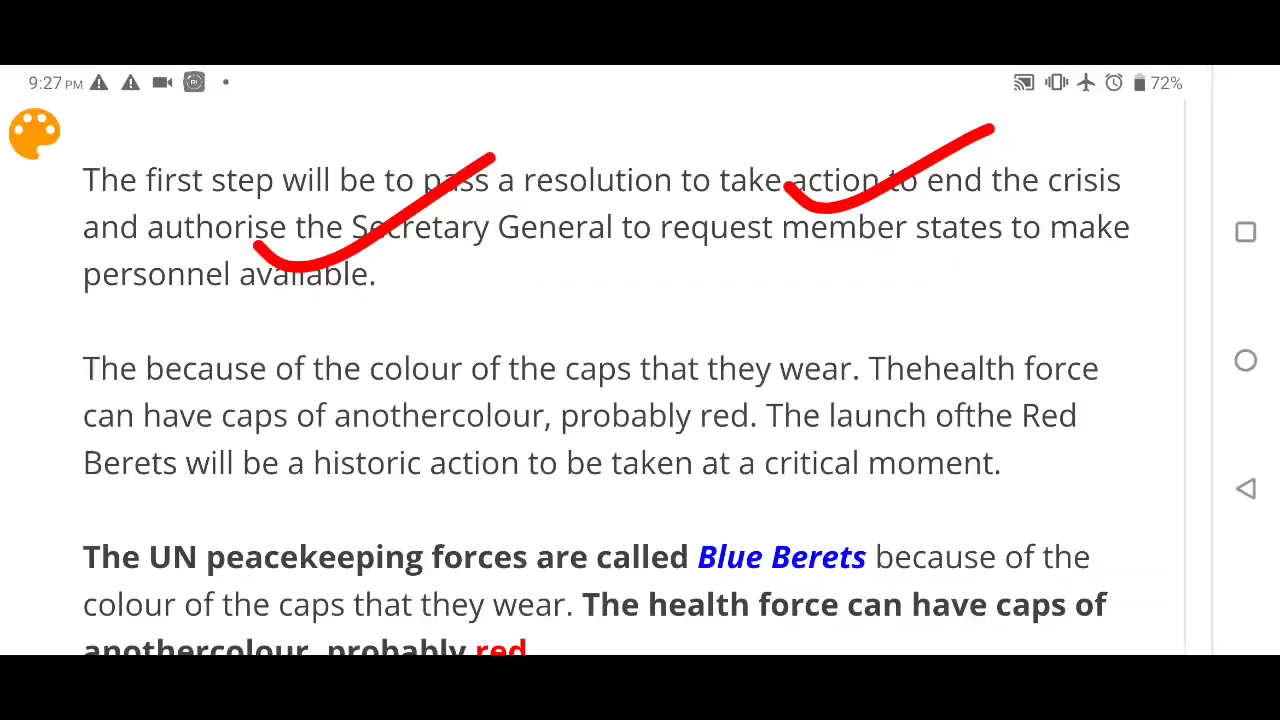 9:27 PM
72%
The first step will be to pass a resolution to take action to end the crisis
and authorise the Secretary General to request member states to make
personnel available.
The because of the colour of the caps that they wear. Thehealth force
can have caps of anothercolour, probably red. The launch ofthe Red
Berets will be a historic action to be taken at a critical moment.
The UN peacekeeping forces are called Blue Berets because of the
colour of the caps that they wear. The health force can have caps of
anothercolour, probably red